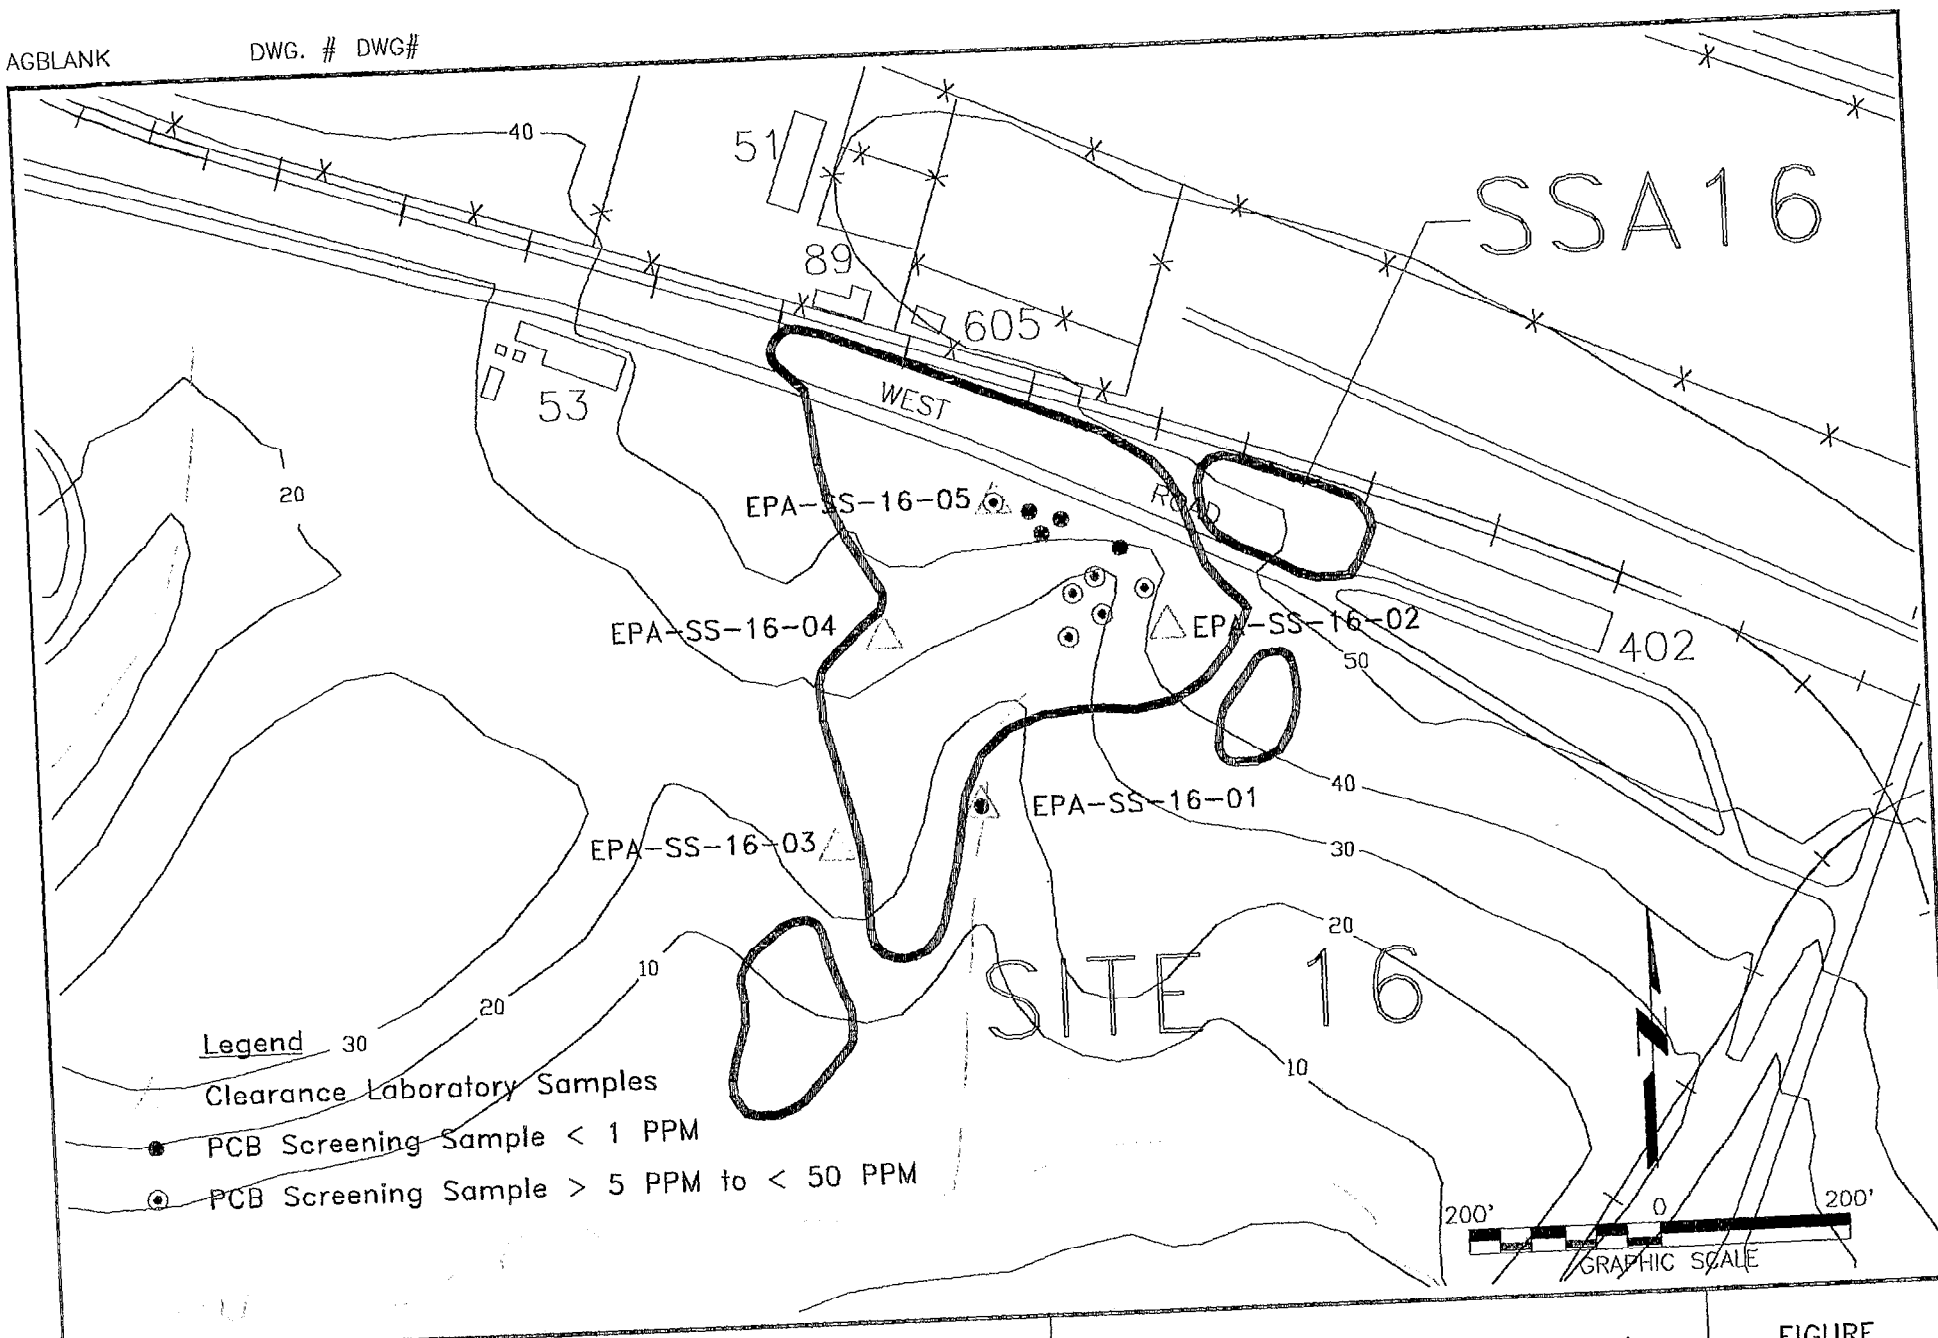 AGBLANK DWG. # DWG#
40
51
SSA16
89
605
53
WEST
20
EPA-SS-16-05
ROAD
EPA-SS-16-04
EPA-SS-16-02
402
50
40
EPA-SS-16-01
EPA-SS-16-03
30
20
10
SITE 16
20
10
Legend
30
Clearance Laboratory Samples
PCB Screening Sample < 1 PPM
PCB Screening Sample > 5 PPM to < 50 PPM
200' 0 200'
GRAPHIC SCALE
FIGURE